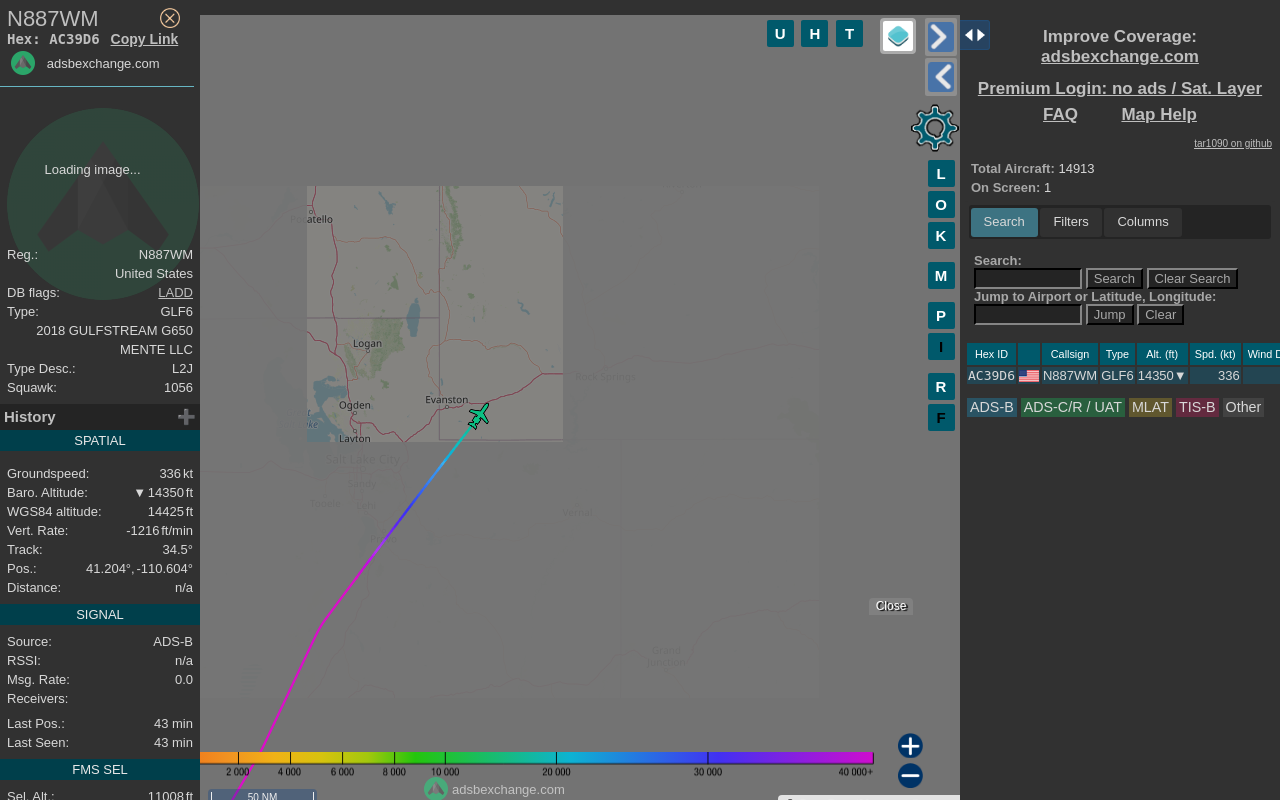 N887WM
Hex: AC39D6 Copy Link
adsbexchange.com
Loading image...
Reg.: N887WM
United States
DB flags: LADD
Type: GLF6
2018 GULFSTREAM G650
MENTE LLC
Type Desc.: L2J
Squawk: 1056
History
SPATIAL
Groundspeed: 336 kt
Baro. Altitude: ▼ 14350 ft
WGS84 altitude: 14425 ft
Vert. Rate: -1216 ft/min
Track: 34.5°
Pos.: 41.204°, -110.604°
Distance: n/a
SIGNAL
Source: ADS-B
RSSI: n/a
Msg. Rate: 0.0
Receivers:
Last Pos.: 43 min
Last Seen: 43 min
FMS SEL
Sel. Alt.: 11008 ft
U H T
L
O
K
M
P
I
R
F
Logan
Ogden
Evanston
Layton
Salt Lake City
Rock Springs
Vernal
Grand Junction
Close
2 000 4 000 6 000 8 000 10 000 20 000 30 000 40 000+
adsbexchange.com
50 NM
Improve Coverage:
adsbexchange.com
Premium Login: no ads / Sat. Layer
FAQ Map Help
tar1090 on github
Total Aircraft: 14913
On Screen: 1
Search Filters Columns
Search:
Search Clear Search
Jump to Airport or Latitude, Longitude:
Jump Clear
Hex ID Callsign Type Alt. (ft) Spd. (kt) Wind D
AC39D6 N887WM GLF6 14350▼ 336
ADS-B ADS-C/R / UAT MLAT TIS-B Other